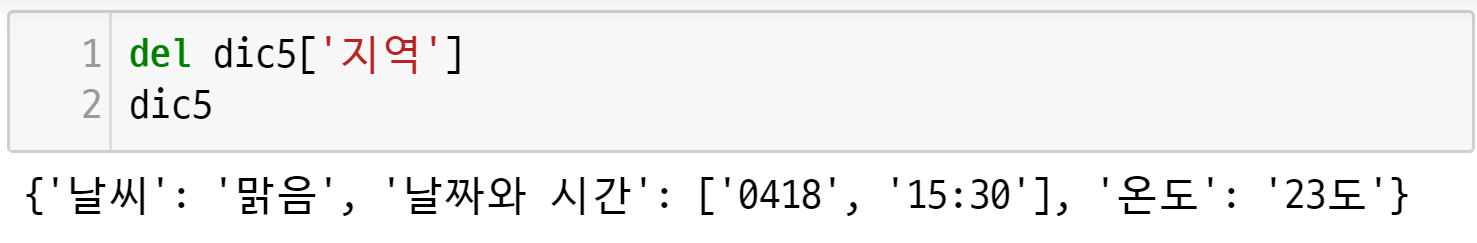 1 del dic5['지역']
2 dic5
{'날씨': '맑음', '날짜와 시간': ['0418', '15:30'], '온도': '23도'}